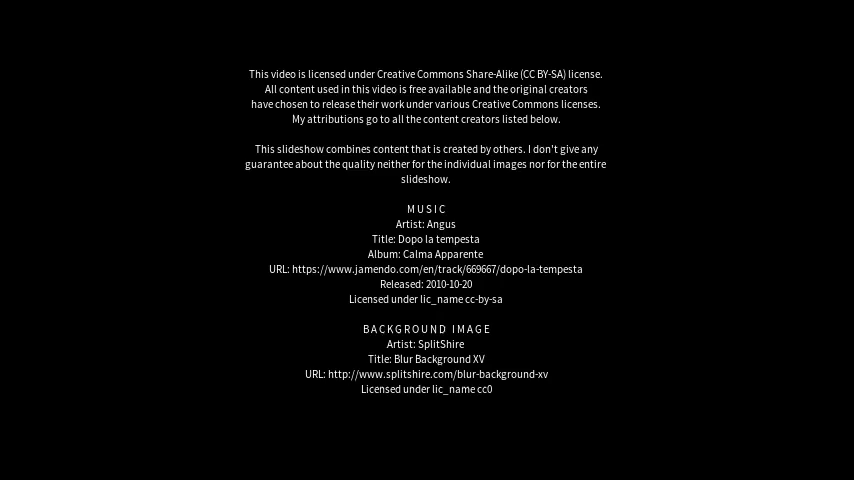 This video is licensed under Creative Commons Share-Alike (CC BY-SA) license.
All content used in this video is free available and the original creators
have chosen to release their work under various Creative Commons licenses.
My attributions go to all the content creators listed below.
This slideshow combines content that is created by others. I don't give any
guarantee about the quality neither for the individual images nor for the entire
slideshow.
MUSIC
Artist: Angus
Title: Dopo la tempesta
Album: Calma Apparente
URL: https://www.jamendo.com/en/track/669667/dopo-la-tempesta
Released: 2010-10-20
Licensed under lic_name cc-by-sa
BACKGROUND IMAGE
Artist: SplitShire
Title: Blur Background XV
URL: http://www.splitshire.com/blur-background-xv
Licensed under lic_name cc0